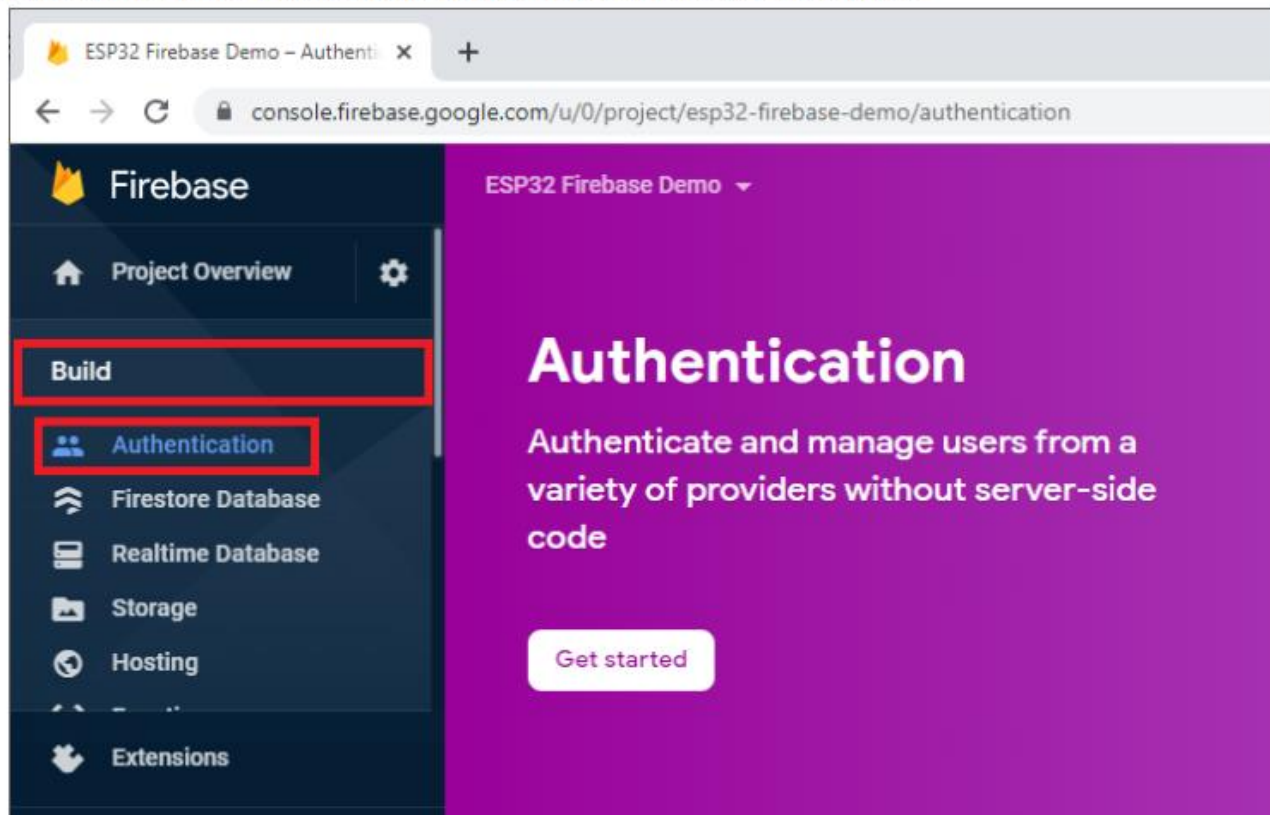 ESP32 Firebase Demo – Authenti
console.firebase.google.com/u/0/project/esp32-firebase-demo/authentication
Firebase
ESP32 Firebase Demo
Project Overview
Build
Authentication
Firestore Database
Realtime Database
Storage
Hosting
Extensions
Authentication
Authenticate and manage users from a
variety of providers without server-side
code
Get started